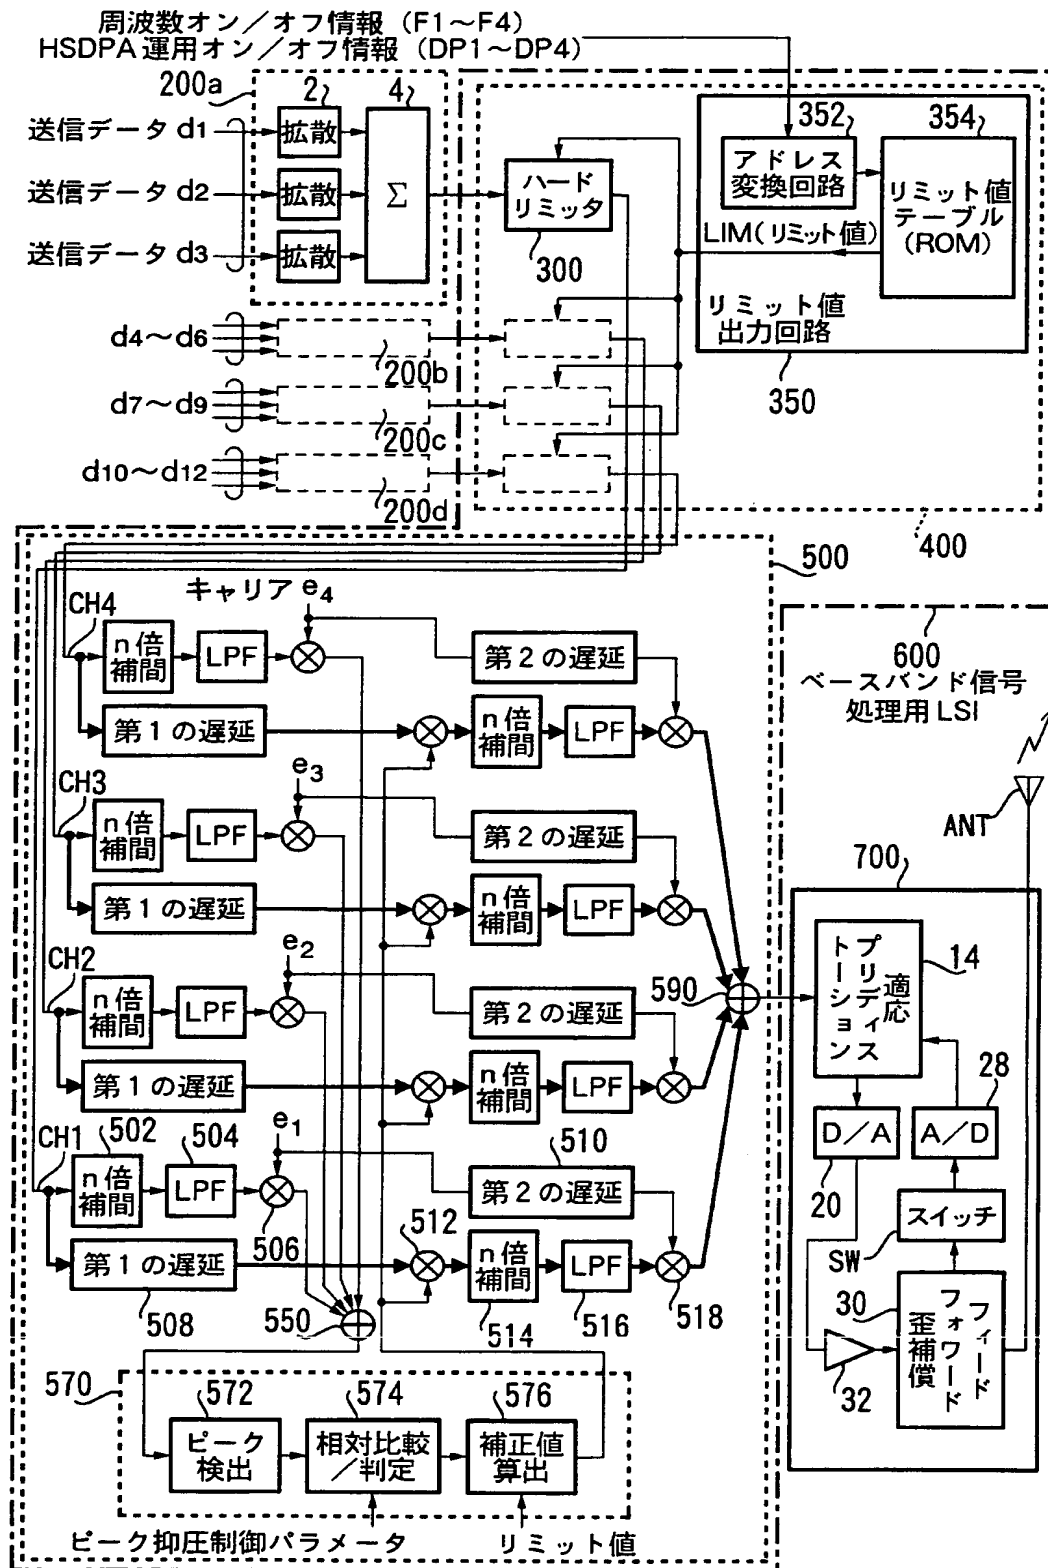 周波数オン／オフ情報（F1～F4）
HSDPA運用オン／オフ情報（DP1～DP4）
200a
2
4
送信データ d1
拡散
送信データ d2
拡散
Σ
送信データ d3
拡散
ハード
リミッタ
300
352
354
アドレス
変換回路
リミット値
テーブル
(ROM)
LIM(リミット値)
リミット値
出力回路
350
d4～d6
200b
d7～d9
200c
d10～d12
200d
400
500
キャリア e4
CH4
n倍
補間
LPF
第2の遅延
第1の遅延
n倍
補間
LPF
600
ベースバンド信号
処理用LSI
e3
CH3
n倍
補間
LPF
第2の遅延
第1の遅延
n倍
補間
LPF
ANT
700
e2
CH2
n倍
補間
LPF
第2の遅延
第1の遅延
n倍
補間
LPF
590
適応
プリディス
トーション
14
D／A
20
A／D
28
スイッチ
SW
フィード
フォワード
歪補償
30
32
e1
CH1
502
n倍
補間
504
LPF
506
510
第2の遅延
第1の遅延
508
512
n倍
補間
514
LPF
516
518
550
570
572
ピーク
検出
574
相対比較
／判定
576
補正値
算出
ピーク抑圧制御パラメータ
リミット値